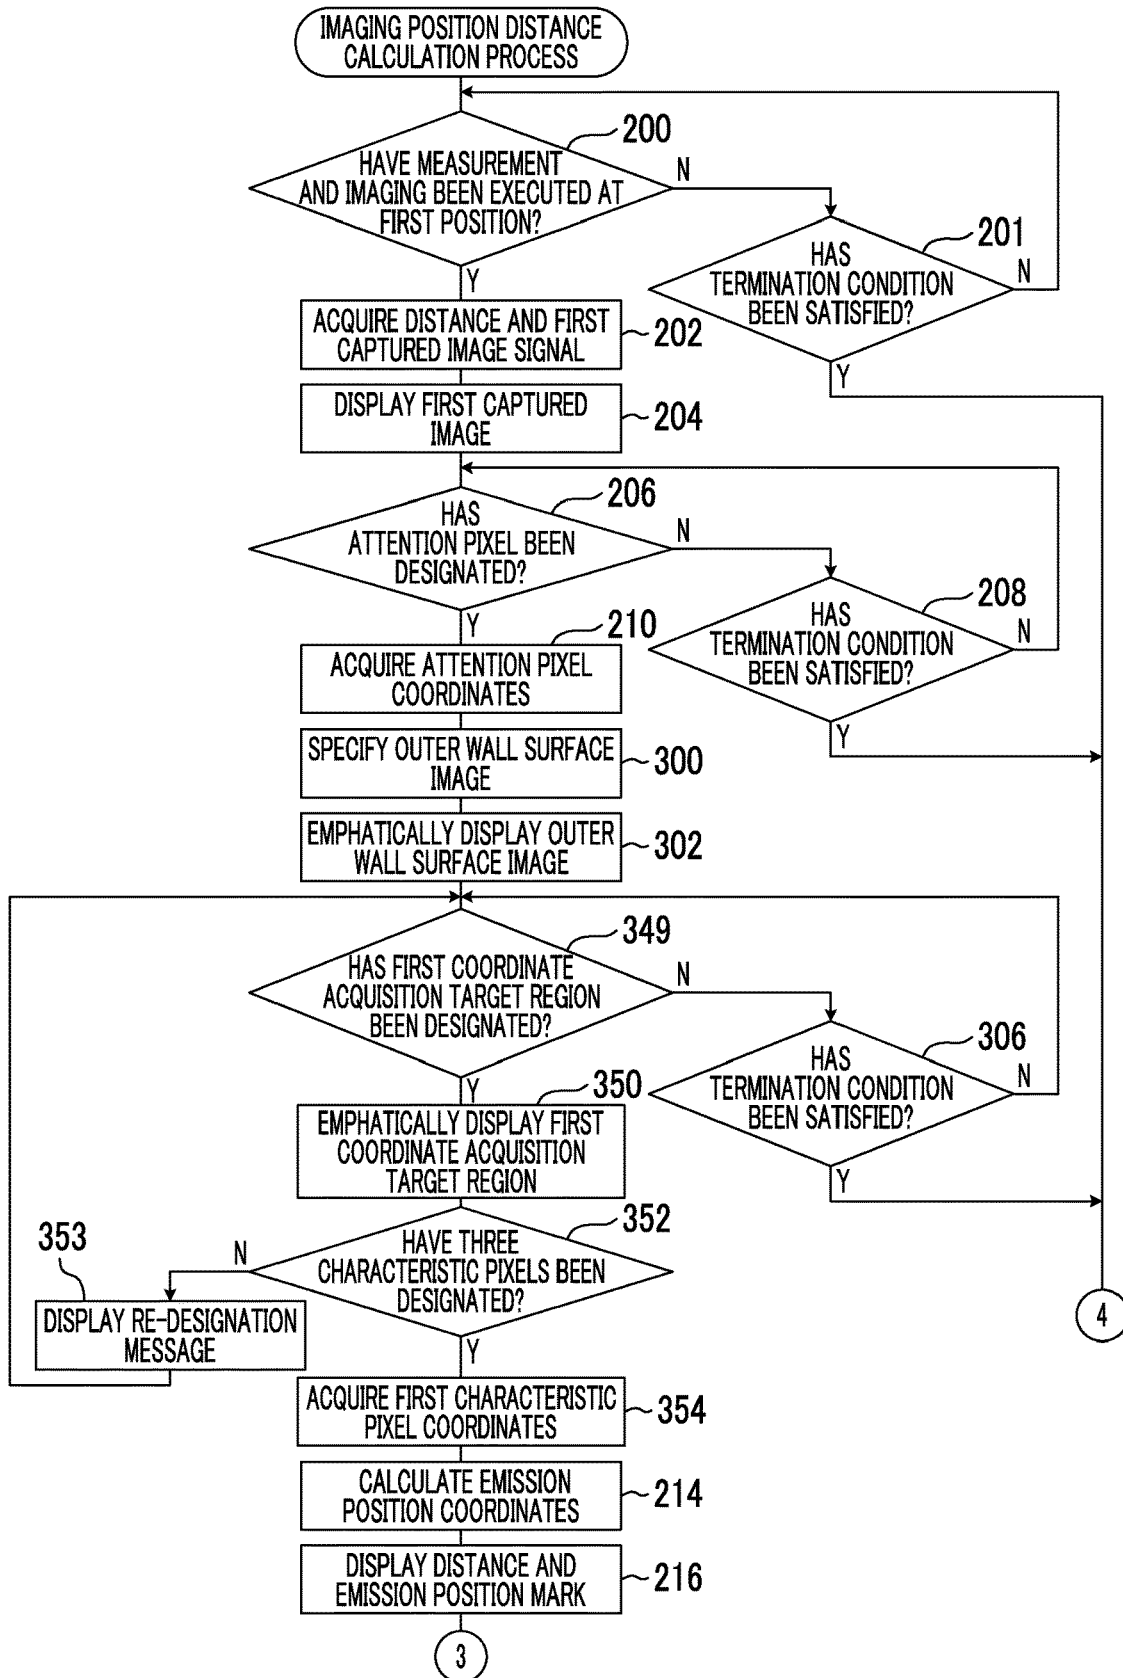 IMAGING POSITION DISTANCE
CALCULATION PROCESS
200
HAVE MEASUREMENT
AND IMAGING BEEN EXECUTED AT
FIRST POSITION?
N
Y
201
HAS
TERMINATION CONDITION
BEEN SATISFIED?
N
Y
ACQUIRE DISTANCE AND FIRST
CAPTURED IMAGE SIGNAL
202
DISPLAY FIRST CAPTURED
IMAGE
204
206
HAS
ATTENTION PIXEL BEEN
DESIGNATED?
N
Y
208
HAS
TERMINATION CONDITION
BEEN SATISFIED?
N
Y
210
ACQUIRE ATTENTION PIXEL
COORDINATES
SPECIFY OUTER WALL SURFACE
IMAGE
300
EMPHATICALLY DISPLAY OUTER
WALL SURFACE IMAGE
302
349
HAS FIRST COORDINATE
ACQUISITION TARGET REGION
BEEN DESIGNATED?
N
Y
306
HAS
TERMINATION CONDITION
BEEN SATISFIED?
N
Y
350
EMPHATICALLY DISPLAY FIRST
COORDINATE ACQUISITION
TARGET REGION
352
HAVE THREE
CHARACTERISTIC PIXELS BEEN
DESIGNATED?
N
Y
353
DISPLAY RE-DESIGNATION
MESSAGE
4
ACQUIRE FIRST CHARACTERISTIC
PIXEL COORDINATES
354
CALCULATE EMISSION
POSITION COORDINATES
214
DISPLAY DISTANCE AND
EMISSION POSITION MARK
216
3